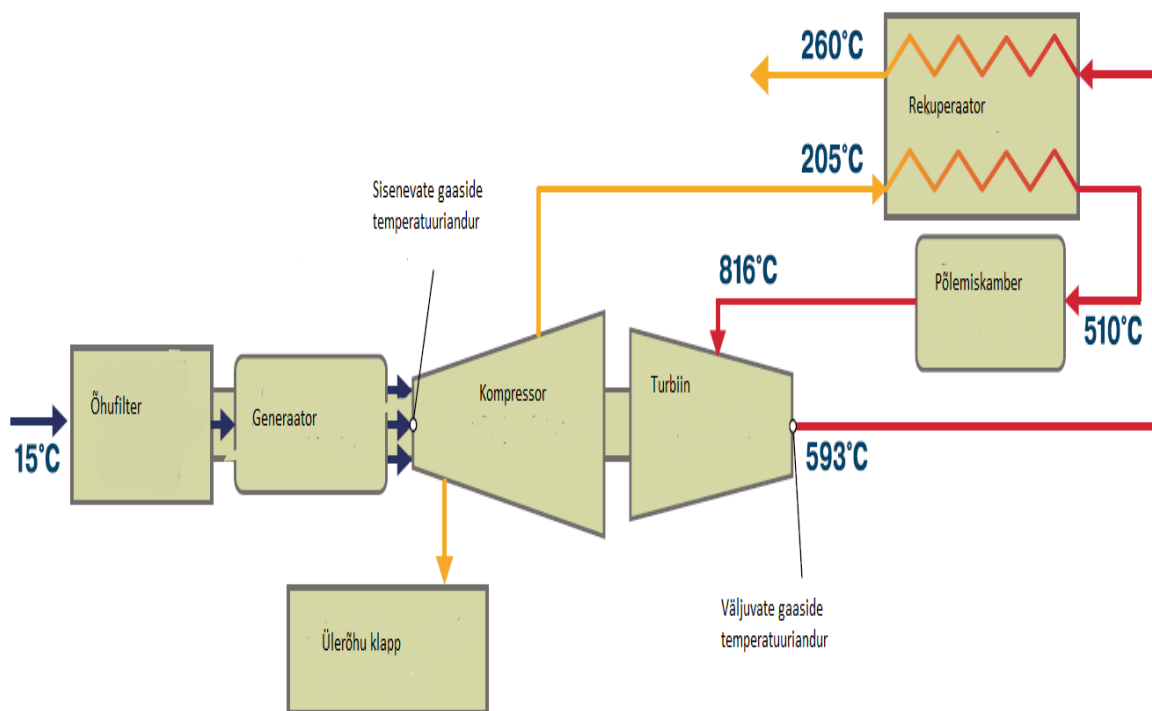 260°C
Rekuperaator
205°C
Sisenevate gaaside
temperatuuriandur
816°C
Põlemiskamber
510°C
Õhufilter
Generaator
Kompressor
Turbiin
15°C
593°C
Ülerõhu klapp
Väljuvate gaaside
temperatuuriandur